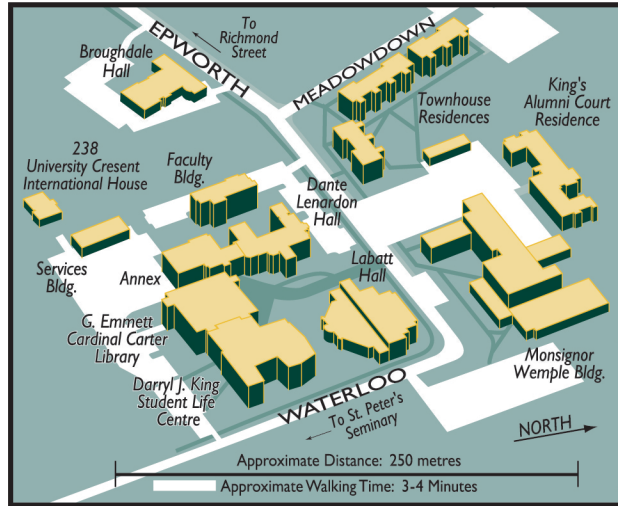 To
Richmond
Street
EPWORTH
Broughdale
Hall
MEADOWDOWN
King's
Alumni Court
Residence
Townhouse
Residences
238
University Cresent
International House
Faculty
Bldg.
Dante
Lenardon
Hall
Services
Bldg.
Annex
Labatt
Hall
G. Emmett
Cardinal Carter
Library
Darryl J. King
Student Life
Centre
Monsignor
Wemple Bldg.
WATERLOO
To St. Peter's
Seminary
NORTH
Approximate Distance: 250 metres
Approximate Walking Time: 3-4 Minutes